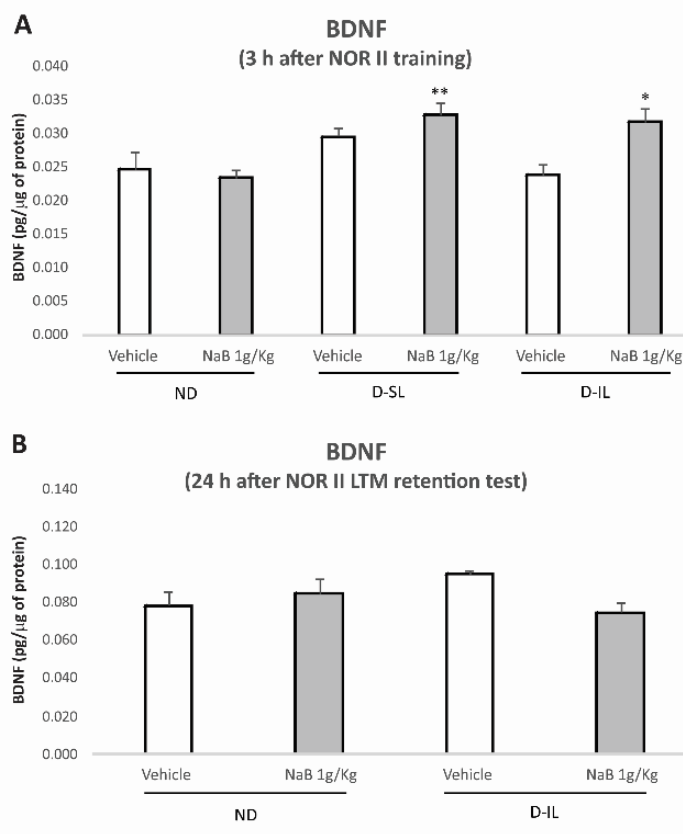 A
BDNF
(3 h after NOR II training)
BDNF (pg/µg of protein)
0.040
0.035
0.030
0.025
0.020
0.015
0.010
0.005
0.000
**
*
Vehicle NaB 1g/Kg Vehicle NaB 1g/Kg Vehicle NaB 1g/Kg
ND D-SL D-IL
B
BDNF
(24 h after NOR II LTM retention test)
BDNF (pg/µg of protein)
0.140
0.120
0.100
0.080
0.060
0.040
0.020
0.000
Vehicle NaB 1g/Kg Vehicle NaB 1g/Kg
ND D-IL